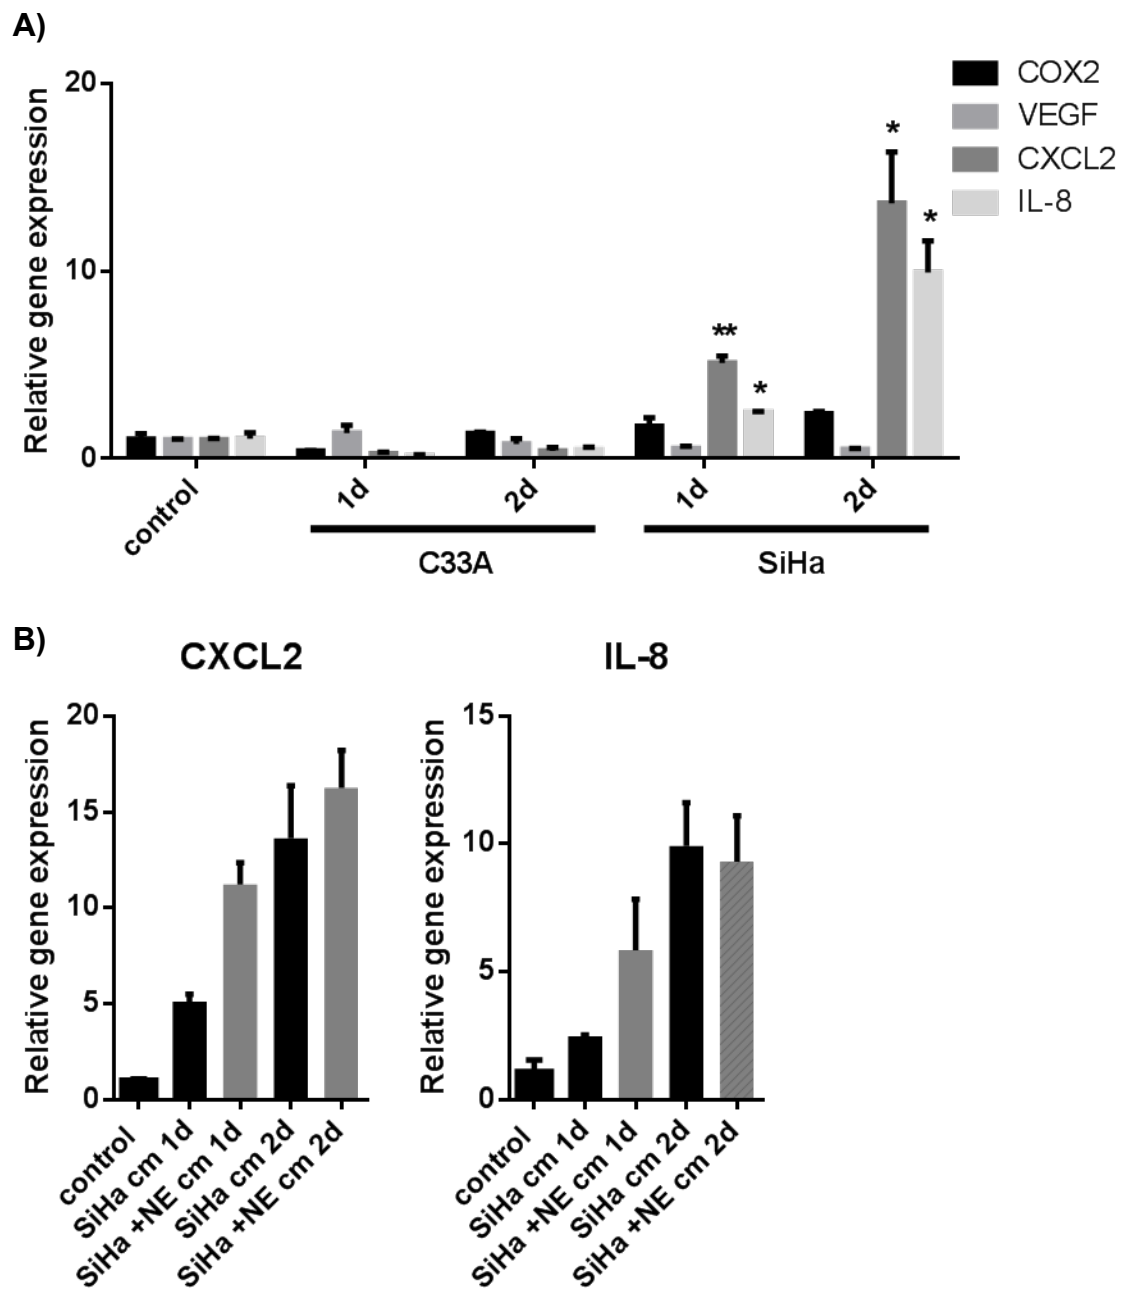 A)
Relative gene expression
20
10
0
COX2
VEGF
CXCL2
IL-8
** * * *
control 1d 2d 1d 2d
C33A SiHa
B)
CXCL2
Relative gene expression
20
15
10
5
0
control
SiHa cm 1d
SiHa +NE cm 1d
SiHa cm 2d
SiHa +NE cm 2d
IL-8
Relative gene expression
15
10
5
0
control
SiHa cm 1d
SiHa +NE cm 1d
SiHa cm 2d
SiHa +NE cm 2d